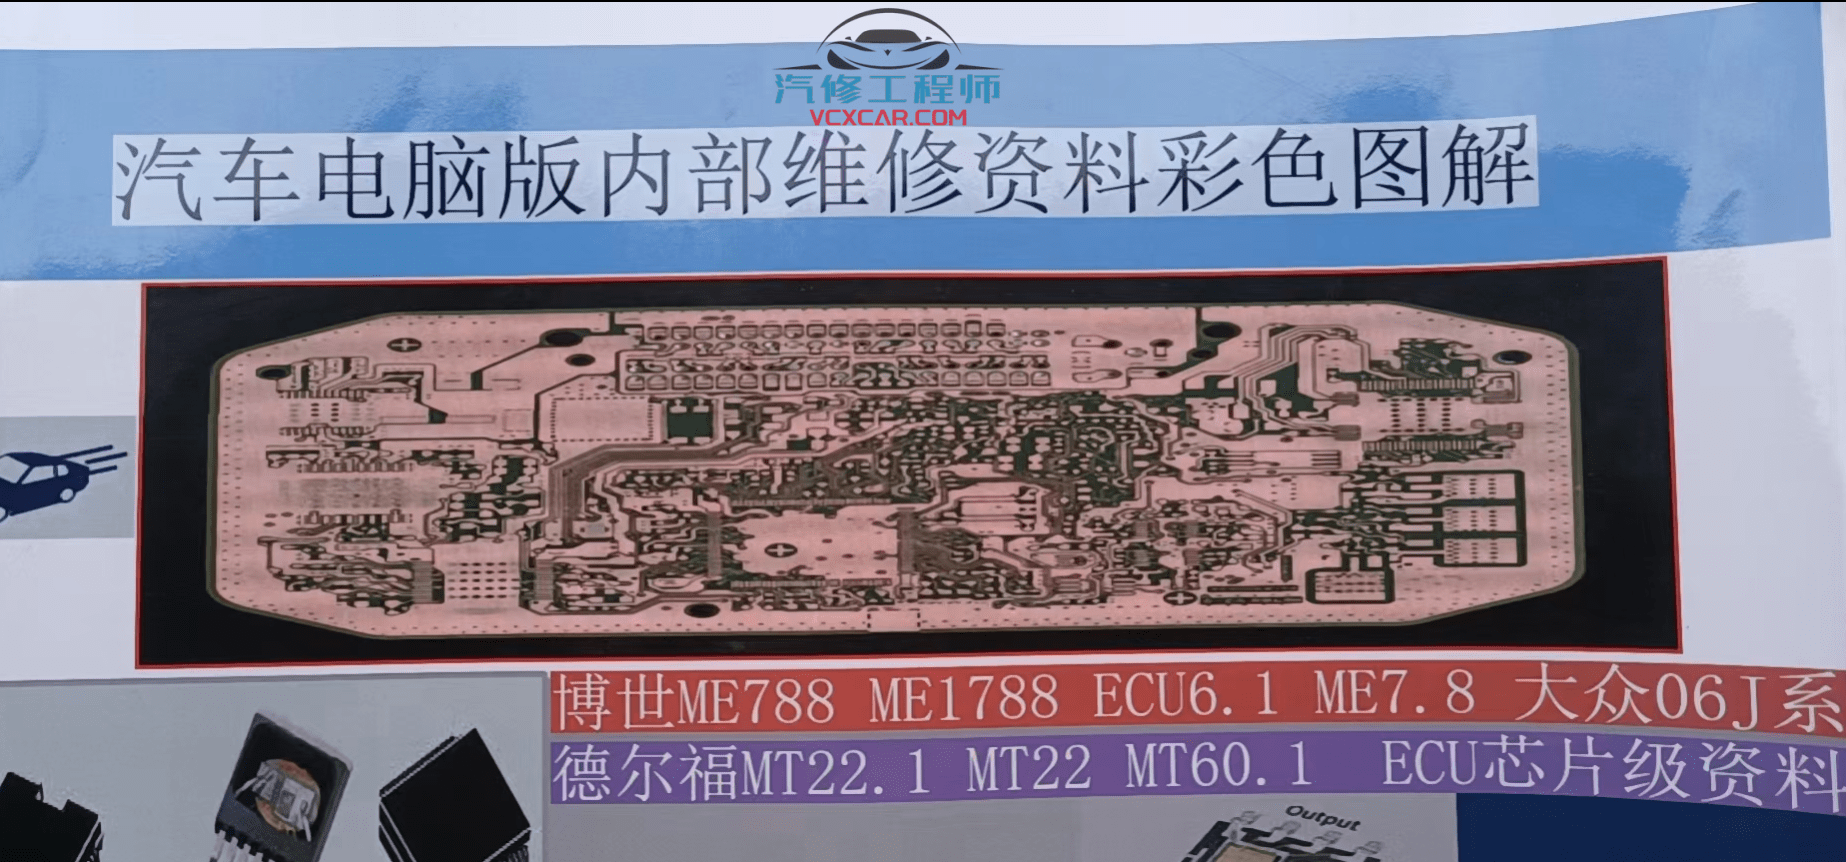 汽修工程师
VCXCAR.COM
汽车电脑版内部维修资料彩色图解
博世ME788 ME1788 ECU6.1 ME7.8 大众06J系
德尔福MT22.1 MT22 MT60.1 ECU芯片级资料
Output